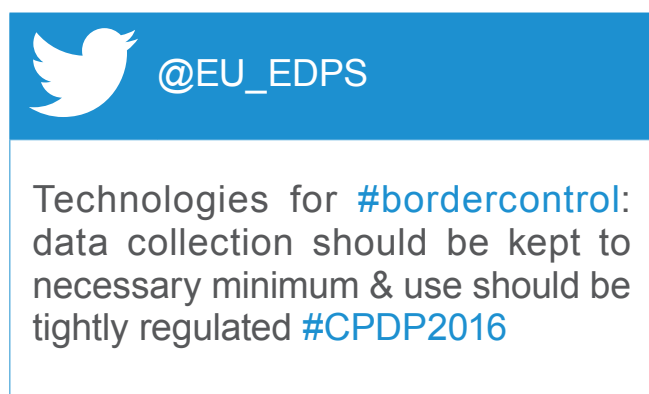 @EU_EDPS
Technologies for #bordercontrol:
data collection should be kept to
necessary minimum & use should be
tightly regulated #CPDP2016